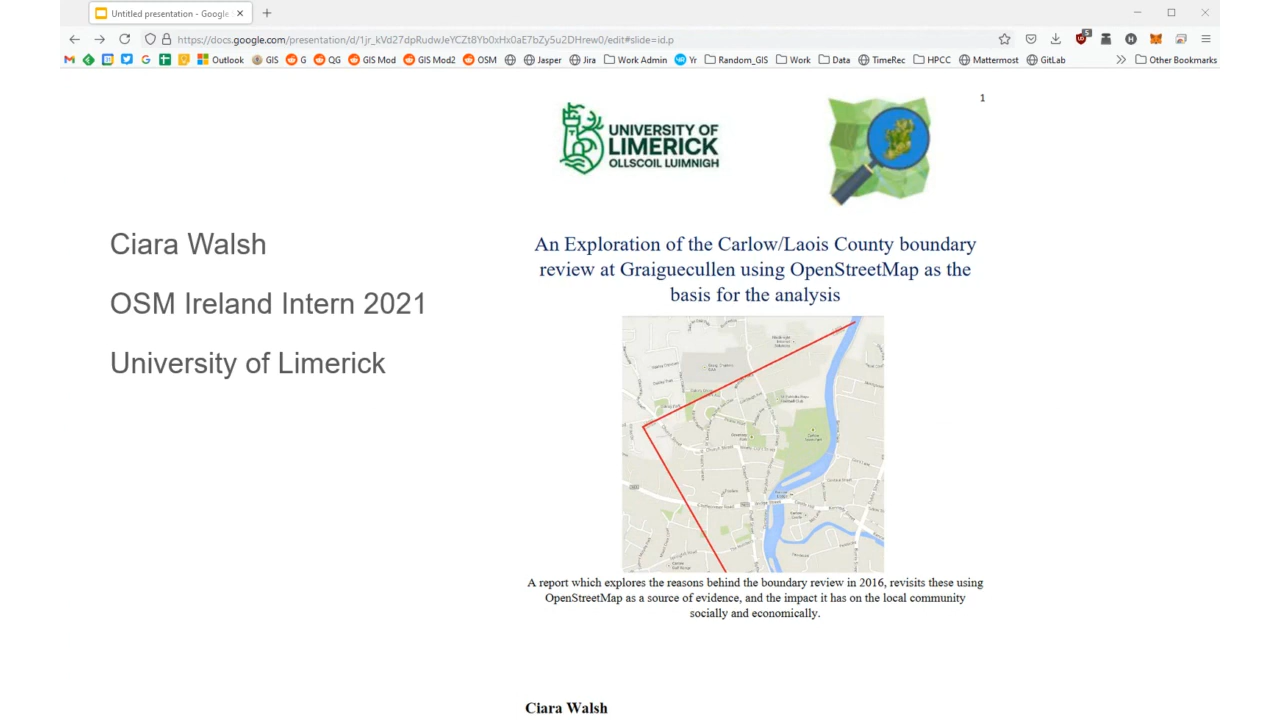 Untitled presentation - Google
https://docs.google.com/presentation/d/1jr_kVd27dpRudwJeYCZt8Yb0xHx0aE7bZy5u2DHrew0/edit#slide=id.p
5
Outlook GIS G QG GIS Mod GIS Mod2 OSM Jasper Jira Work Admin Yr Random_GIS Work Data TimeRec HPCC Mattermost GitLab Other Bookmarks
1
UNIVERSITY OF
LIMERICK
OLLSCOIL LUIMNIGH
Ciara Walsh
OSM Ireland Intern 2021
University of Limerick
An Exploration of the Carlow/Laois County boundary
review at Graiguecullen using OpenStreetMap as the
basis for the analysis
A report which explores the reasons behind the boundary review in 2016, revisits these using
OpenStreetMap as a source of evidence, and the impact it has on the local community
socially and economically.
Ciara Walsh